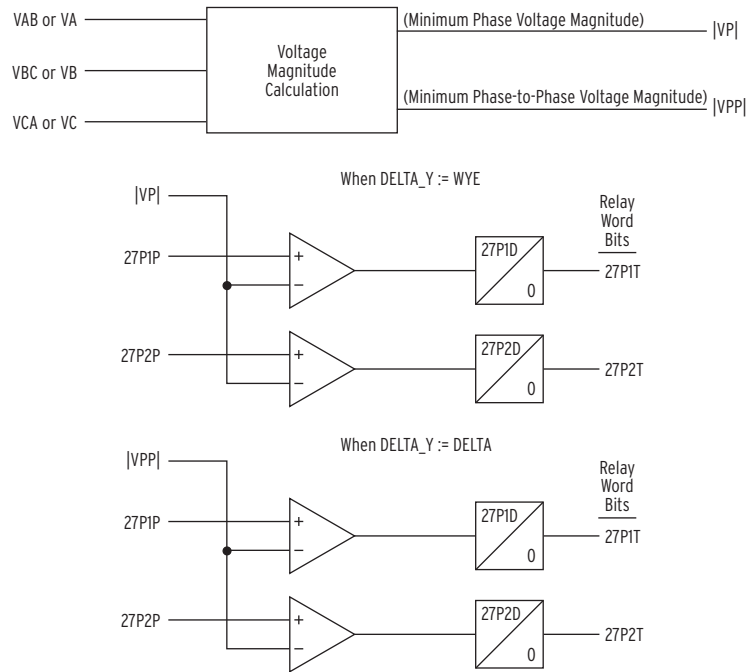 VAB or VA
VBC or VB
VCA or VC
Voltage
Magnitude
Calculation
(Minimum Phase Voltage Magnitude)
|VP|
(Minimum Phase-to-Phase Voltage Magnitude)
|VPP|
When DELTA_Y := WYE
|VP|
Relay
Word
Bits
27P1P
+
−
27P1D
0
27P1T
27P2P
+
−
27P2D
0
27P2T
When DELTA_Y := DELTA
|VPP|
Relay
Word
Bits
27P1P
+
−
27P1D
0
27P1T
27P2P
+
−
27P2D
0
27P2T